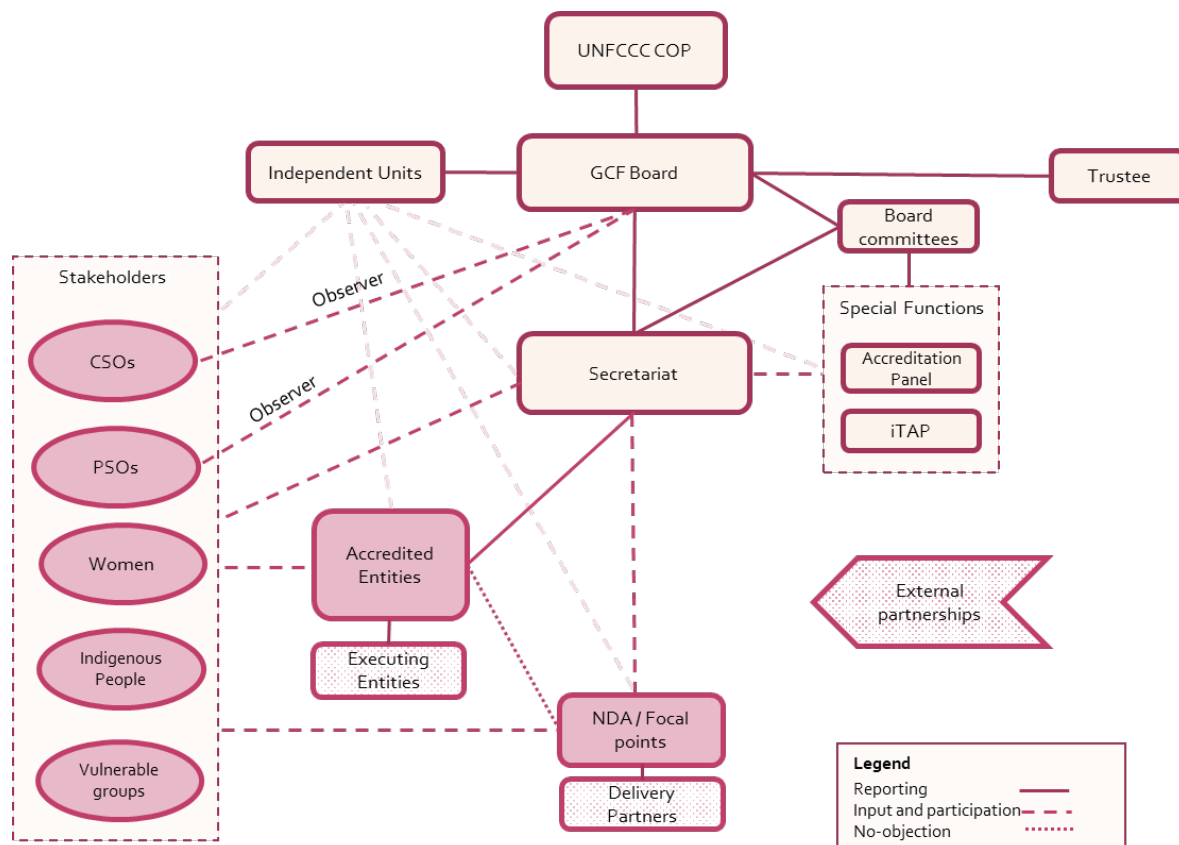 UNFCCC COP
Independent Units
GCF Board
Trustee
Board
committees
Stakeholders
Observer
Special Functions
CSOs
Secretariat
Accreditation
Panel
Observer
iTAP
PSOs
Women
Accredited
Entities
External
partnerships
Indigenous
People
Executing
Entities
NDA / Focal
points
Vulnerable
groups
Delivery
Partners
Legend
Reporting
Input and participation
No-objection